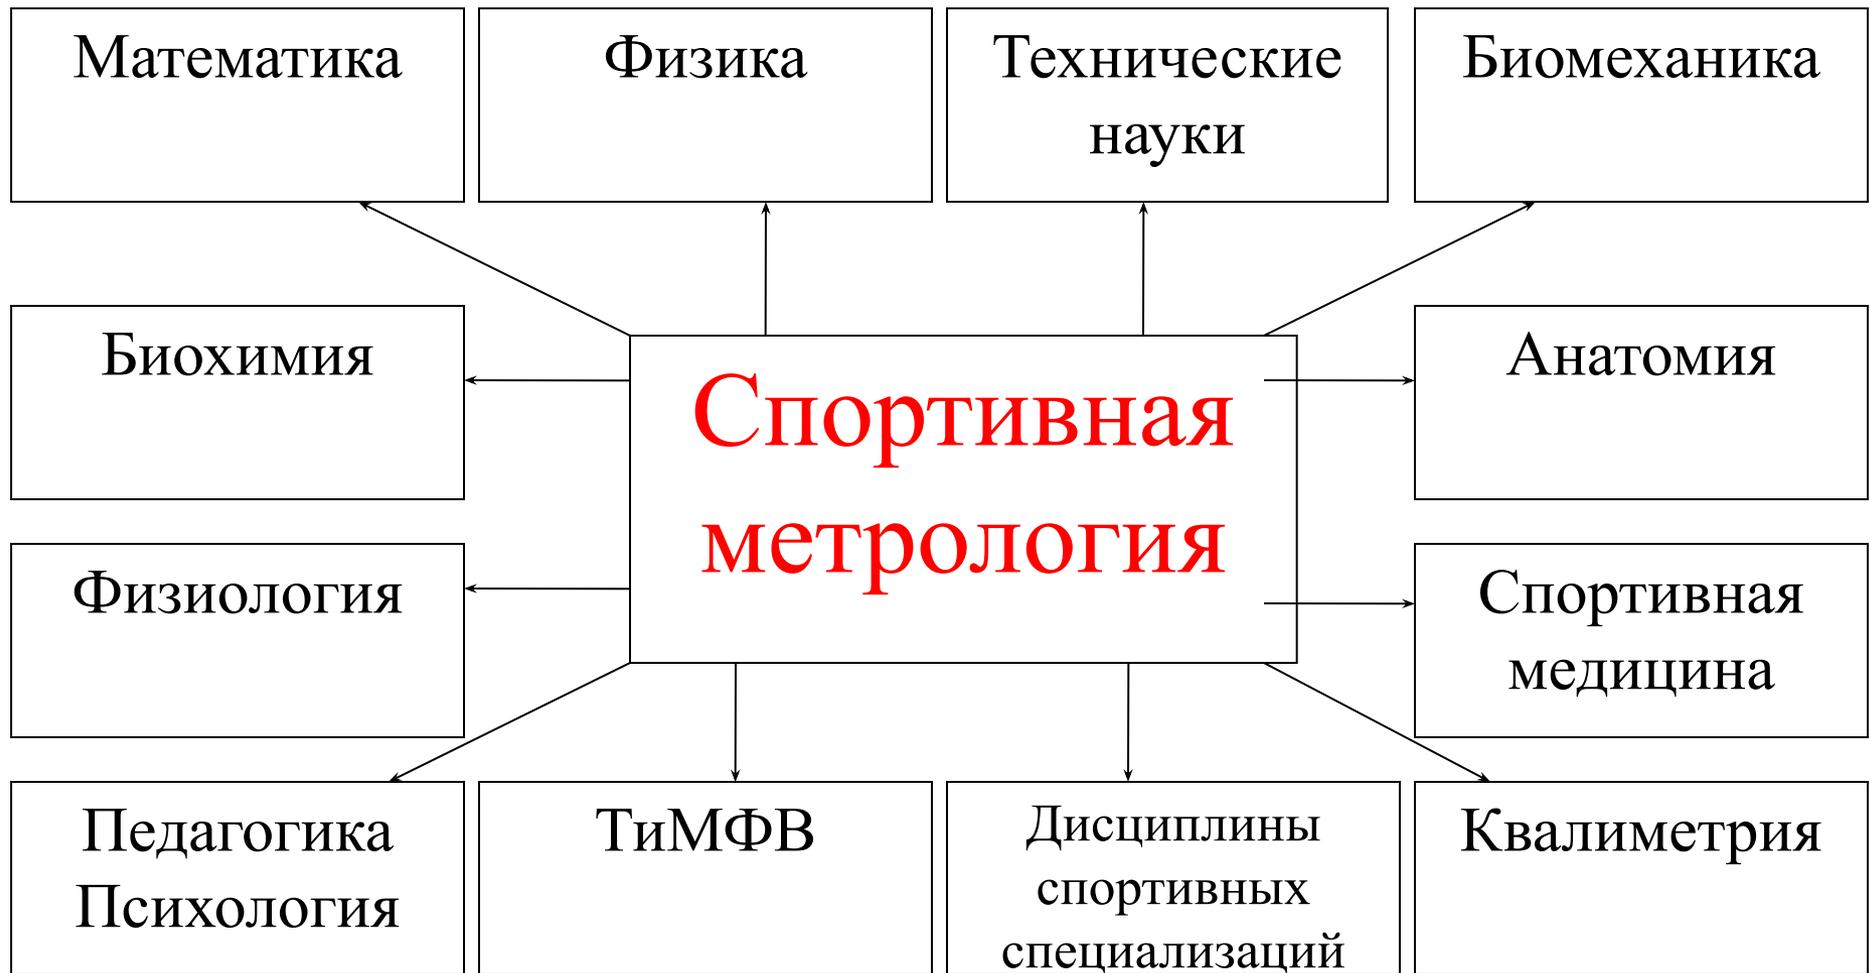 Математика
Физика
Технические
науки
Биомеханика
Биохимия
Спортивная
метрология
Анатомия
Физиология
Спортивная
медицина
Педагогика
Психология
ТиМФВ
Дисциплины
спортивных
специализаций
Квалиметрия